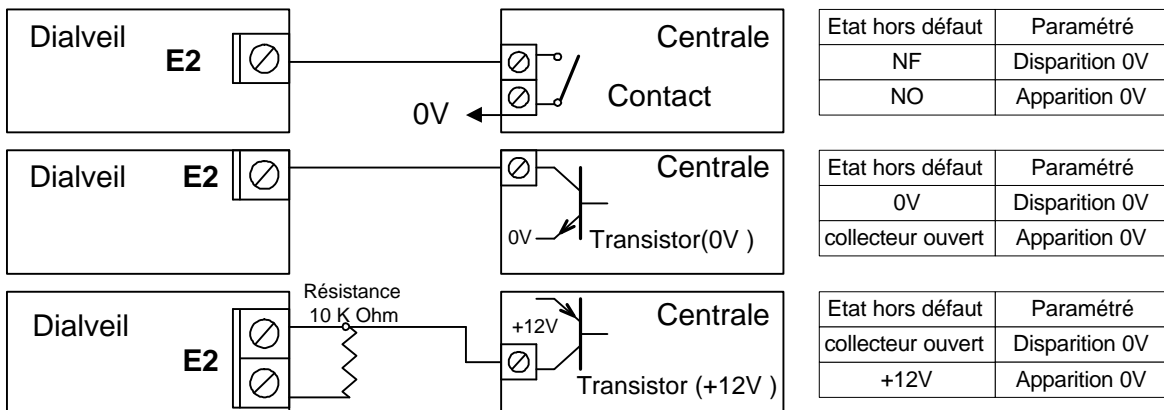 Dialveil
E2
Centrale
Contact
0V
Etat hors défaut Paramétré
NF Disparition 0V
NO Apparition 0V
Dialveil
E2
Centrale
0V
Transistor(0V )
Etat hors défaut Paramétré
0V Disparition 0V
collecteur ouvert Apparition 0V
Dialveil
E2
Résistance
10 K Ohm
Centrale
+12V
Transistor (+12V )
Etat hors défaut Paramétré
collecteur ouvert Disparition 0V
+12V Apparition 0V